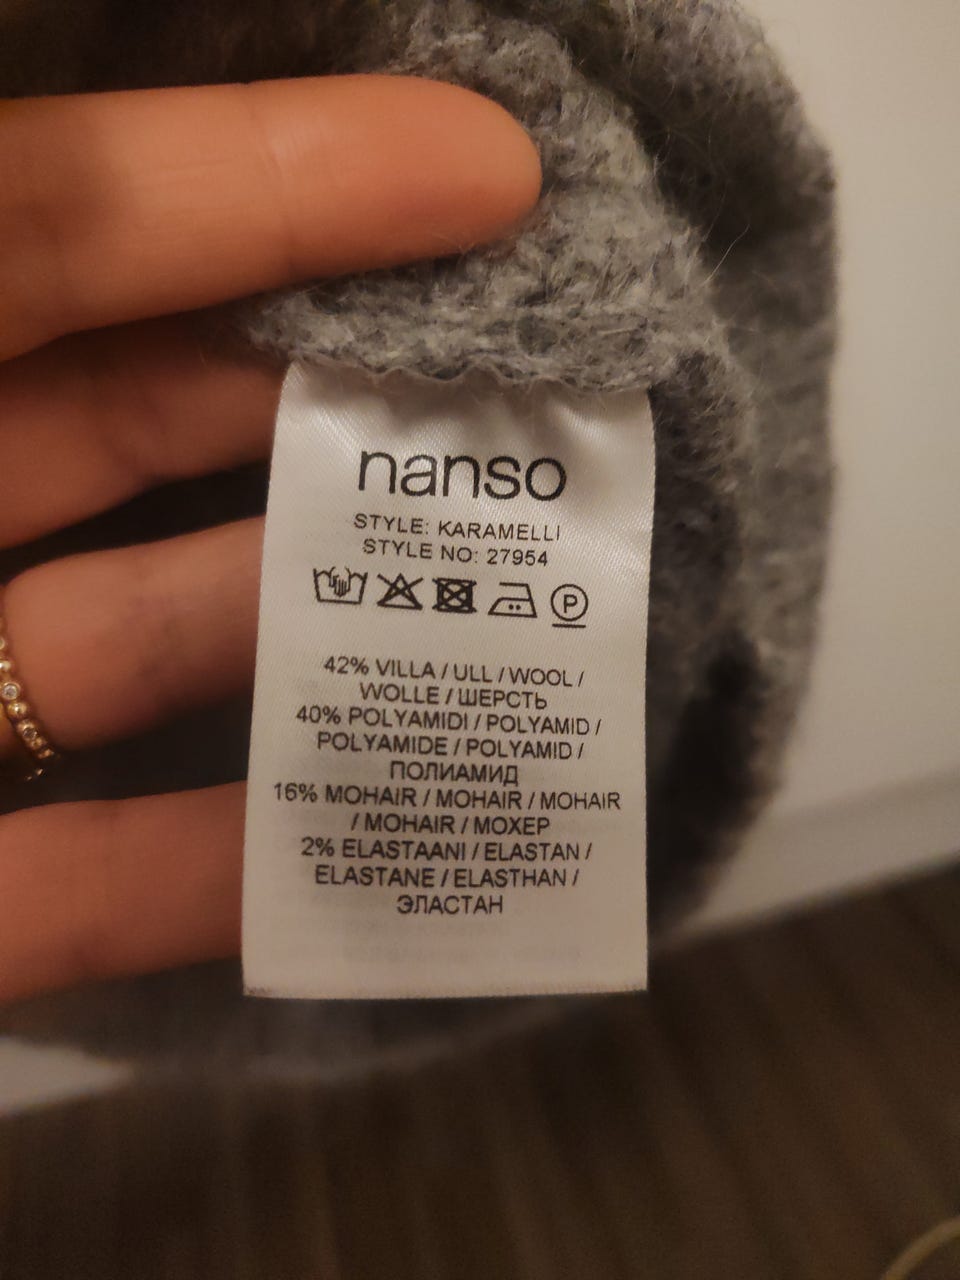 nanso
STYLE: KARAMELLI
STYLE NO: 27954
P
42% VILLA / ULL / WOOL /
WOLLE / ШЕРСТЬ
40% POLYAMIDI / POLYAMID /
POLYAMIDE / POLYAMID /
ПОЛИАМИД
16% MOHAIR / MOHAIR / MOHAIR
/ MOHAIR / МОХЕР
2% ELASTAANI / ELASTAN /
ELASTANE / ELASTHAN /
ЭЛАСТАН